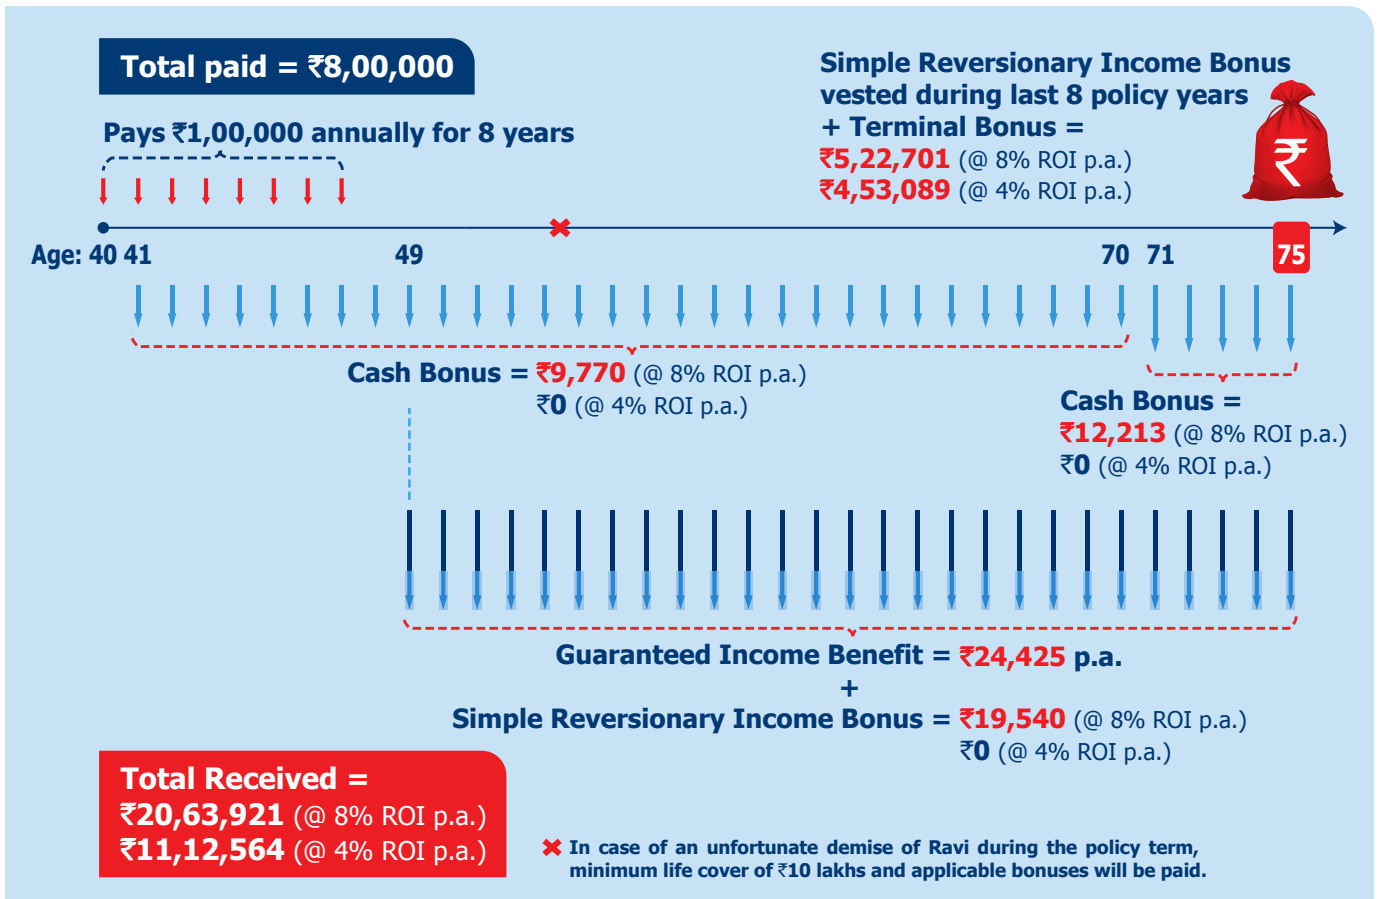 Total paid = ₹8,00,000
Pays ₹1,00,000 annually for 8 years
Simple Reversionary Income Bonus
vested during last 8 policy years
+ Terminal Bonus =
₹5,22,701 (@ 8% ROI p.a.)
₹4,53,089 (@ 4% ROI p.a.)
₹
Age: 40 41 49 70 71 75
Cash Bonus = ₹9,770 (@ 8% ROI p.a.)
₹0 (@ 4% ROI p.a.)
Cash Bonus =
₹12,213 (@ 8% ROI p.a.)
₹0 (@ 4% ROI p.a.)
Guaranteed Income Benefit = ₹24,425 p.a.
+
Simple Reversionary Income Bonus = ₹19,540 (@ 8% ROI p.a.)
₹0 (@ 4% ROI p.a.)
Total Received =
₹20,63,921 (@ 8% ROI p.a.)
₹11,12,564 (@ 4% ROI p.a.)
✖ In case of an unfortunate demise of Ravi during the policy term,
minimum life cover of ₹10 lakhs and applicable bonuses will be paid.